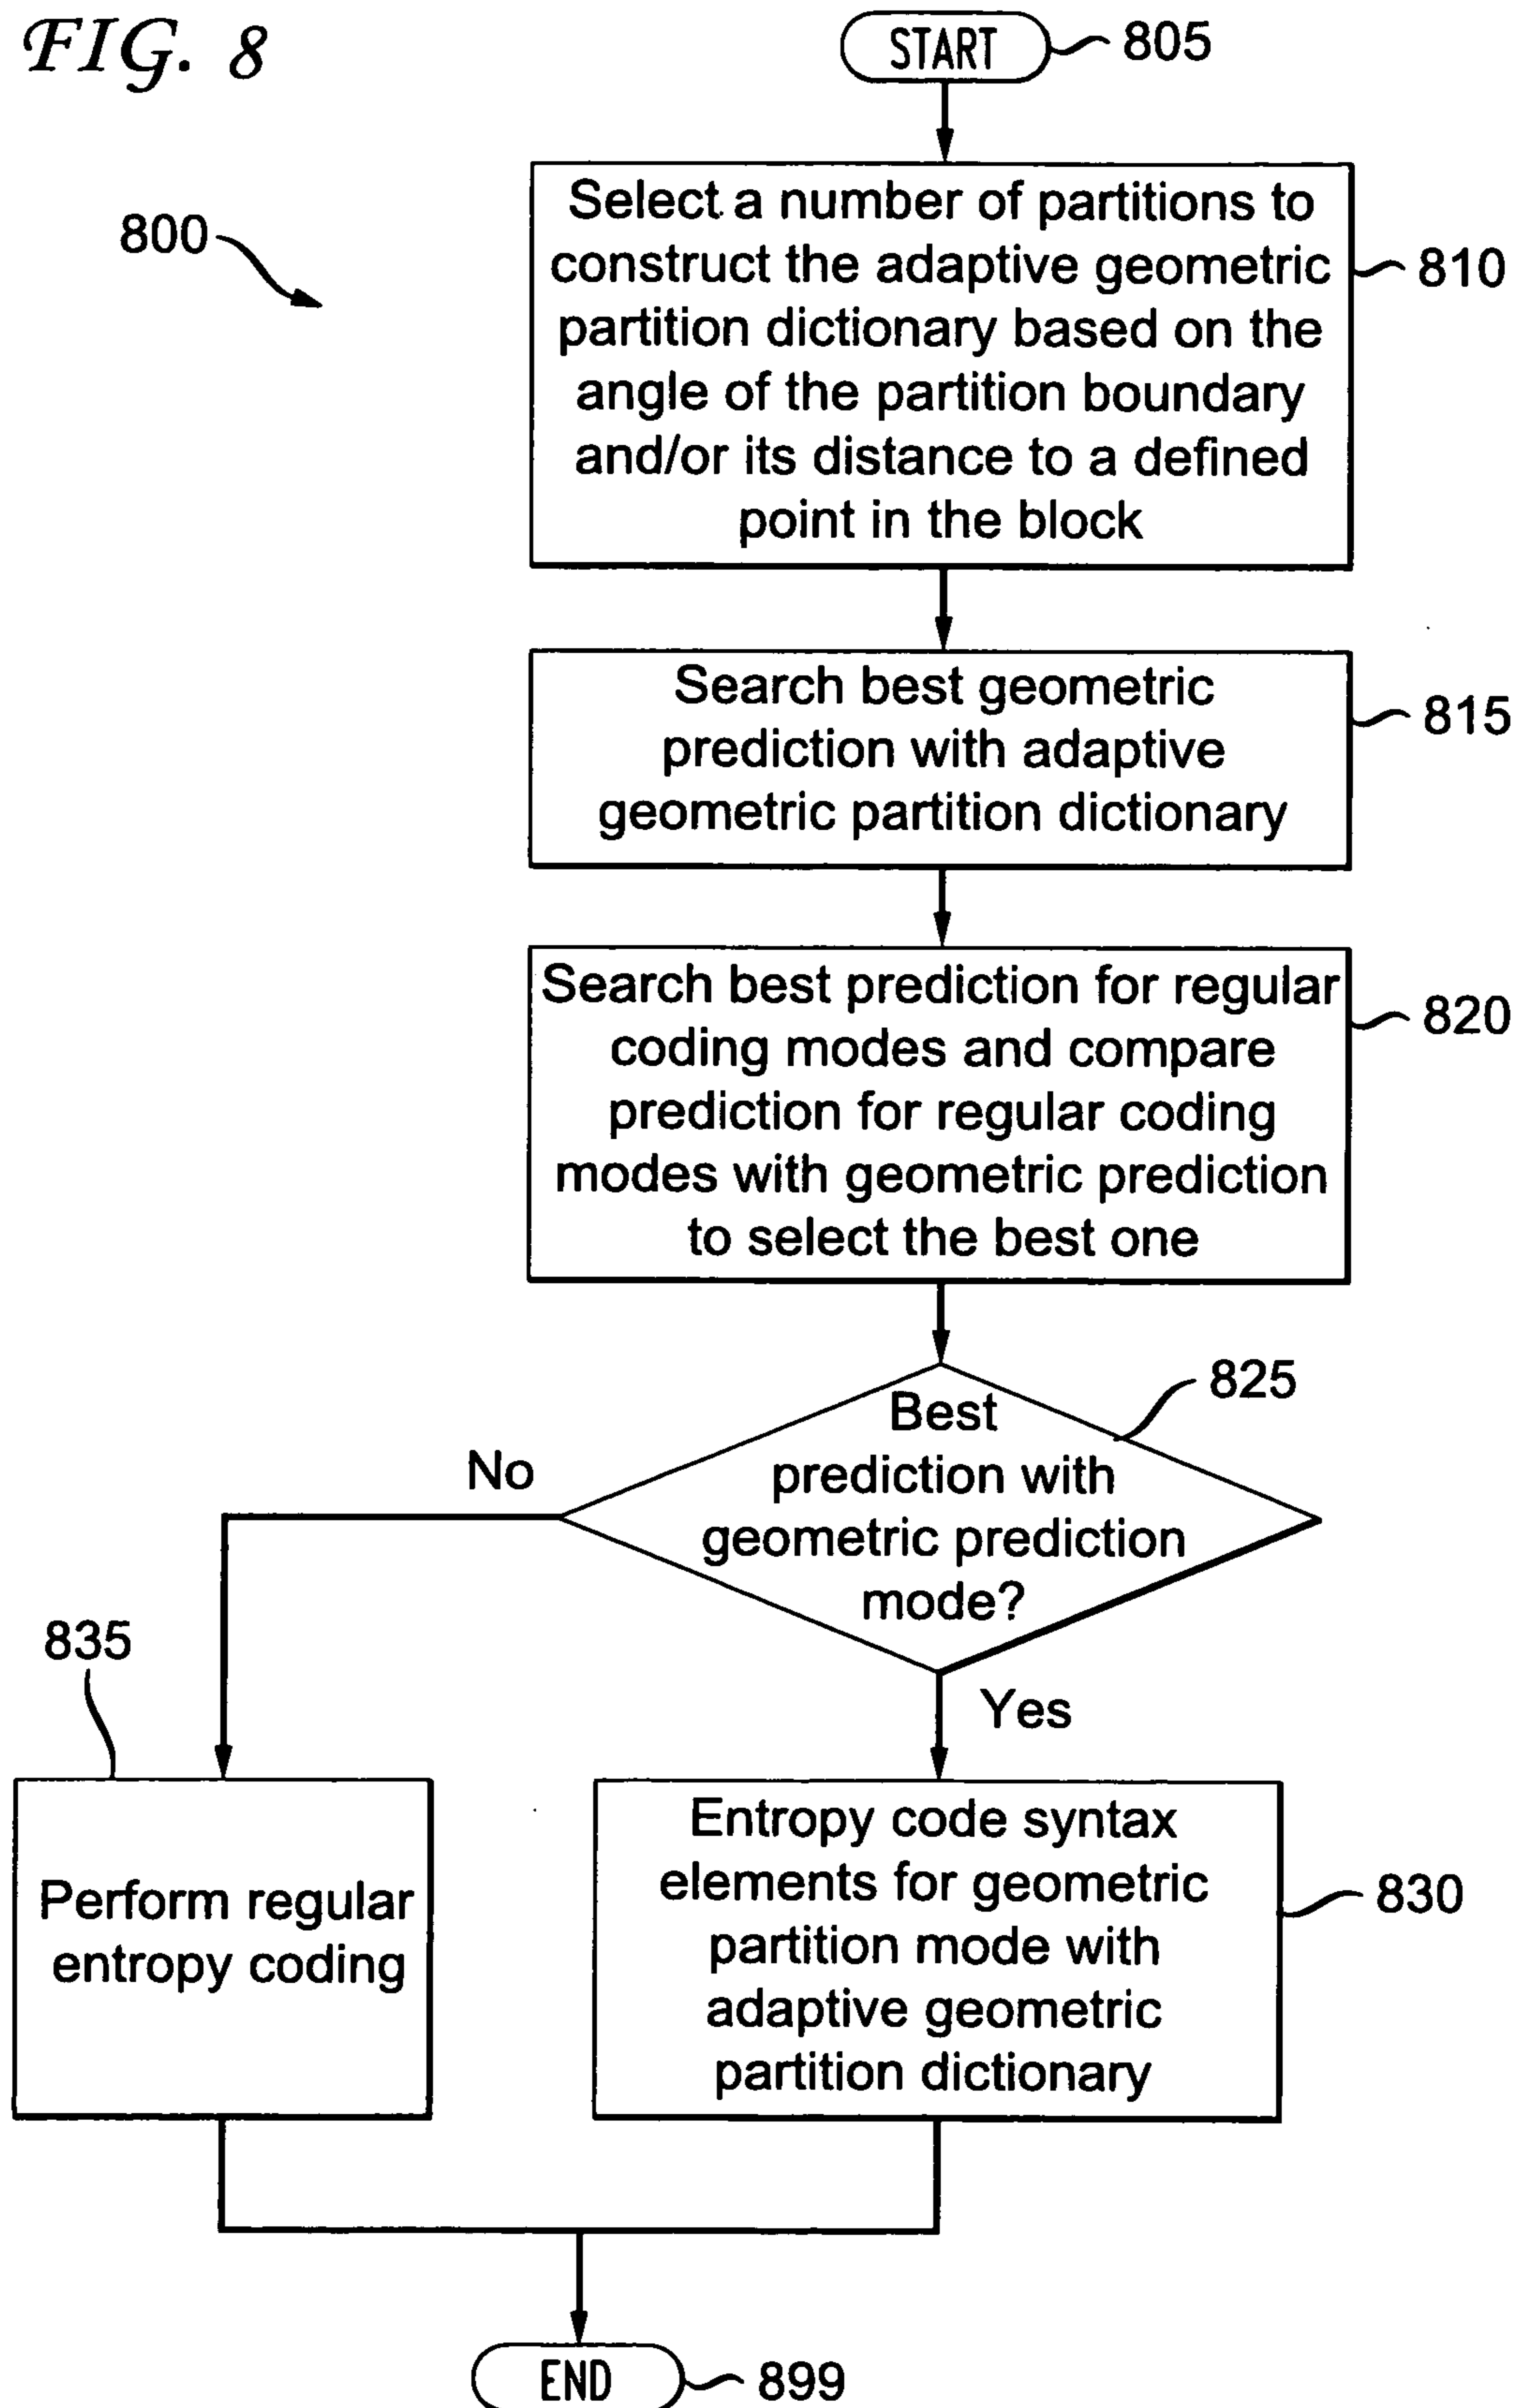 FIG. 8
START
805
800
Select a number of partitions to
construct the adaptive geometric
partition dictionary based on the
angle of the partition boundary
and/or its distance to a defined
point in the block
810
Search best geometric
prediction with adaptive
geometric partition dictionary
815
Search best prediction for regular
coding modes and compare
prediction for regular coding
modes with geometric prediction
to select the best one
820
Best
prediction with
geometric prediction
mode?
825
No
Yes
835
Perform regular
entropy coding
Entropy code syntax
elements for geometric
partition mode with
adaptive geometric
partition dictionary
830
END
899